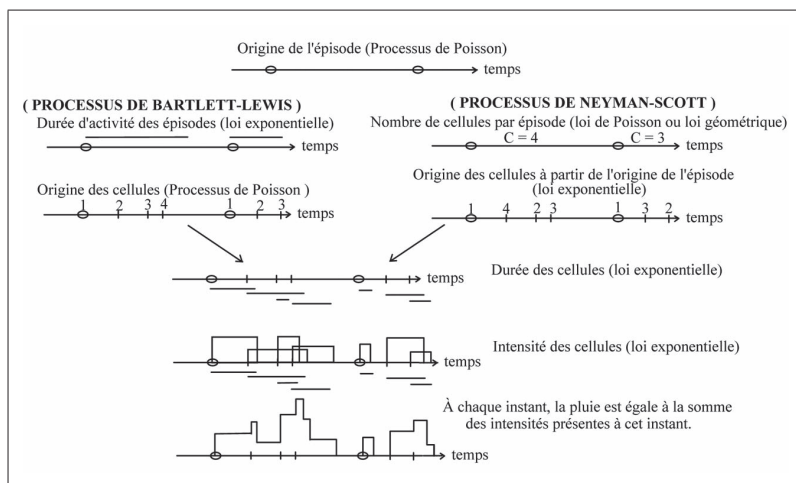 Origine de l'épisode (Processus de Poisson)
temps
( PROCESSUS DE BARTLETT-LEWIS )
Durée d'activité des épisodes (loi exponentielle)
temps
Origine des cellules (Processus de Poisson )
1 2 3 4 1 2 3
temps
( PROCESSUS DE NEYMAN-SCOTT )
Nombre de cellules par épisode (loi de Poisson ou loi géométrique)
C = 4 C = 3
temps
Origine des cellules à partir de l'origine de l'épisode
(loi exponentielle)
1 4 2 3 1 3 2
temps
temps
Durée des cellules (loi exponentielle)
Intensité des cellules (loi exponentielle)
temps
À chaque instant, la pluie est égale à la somme
des intensités présentes à cet instant.
temps